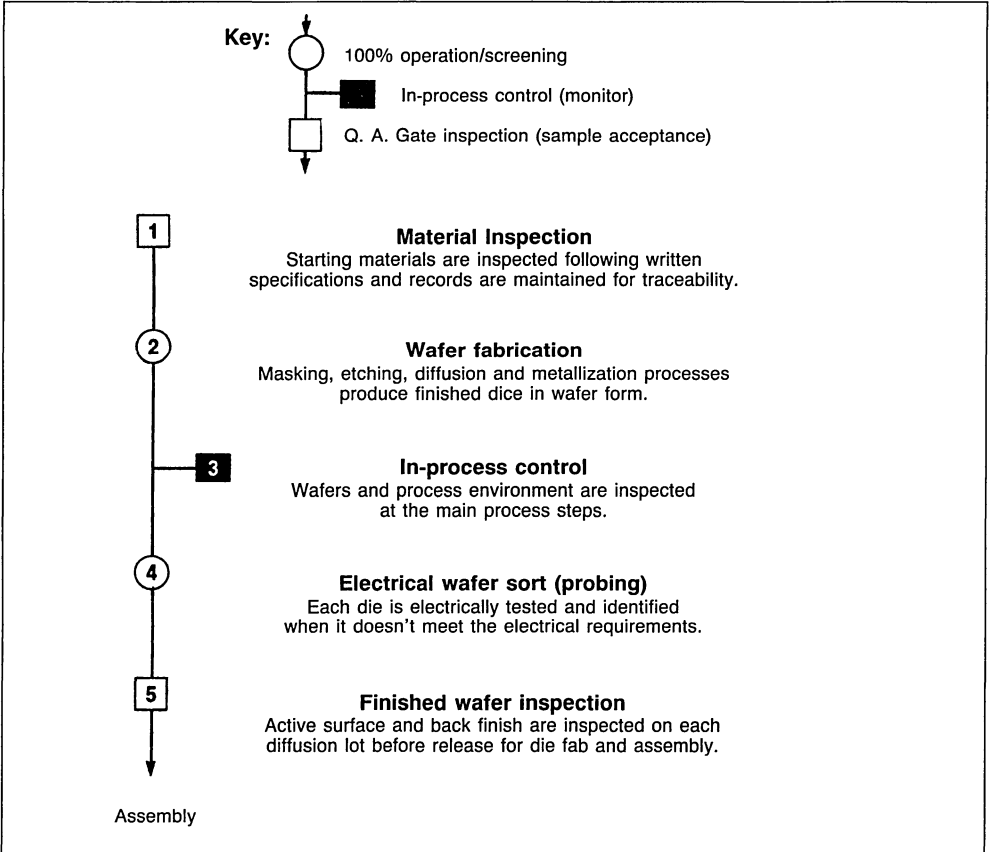 Key:
100% operation/screening
In-process control (monitor)
Q. A. Gate inspection (sample acceptance)
1
Material Inspection
Starting materials are inspected following written
specifications and records are maintained for traceability.
2
Wafer fabrication
Masking, etching, diffusion and metallization processes
produce finished dice in wafer form.
3
In-process control
Wafers and process environment are inspected
at the main process steps.
4
Electrical wafer sort (probing)
Each die is electrically tested and identified
when it doesn't meet the electrical requirements.
5
Finished wafer inspection
Active surface and back finish are inspected on each
diffusion lot before release for die fab and assembly.
Assembly